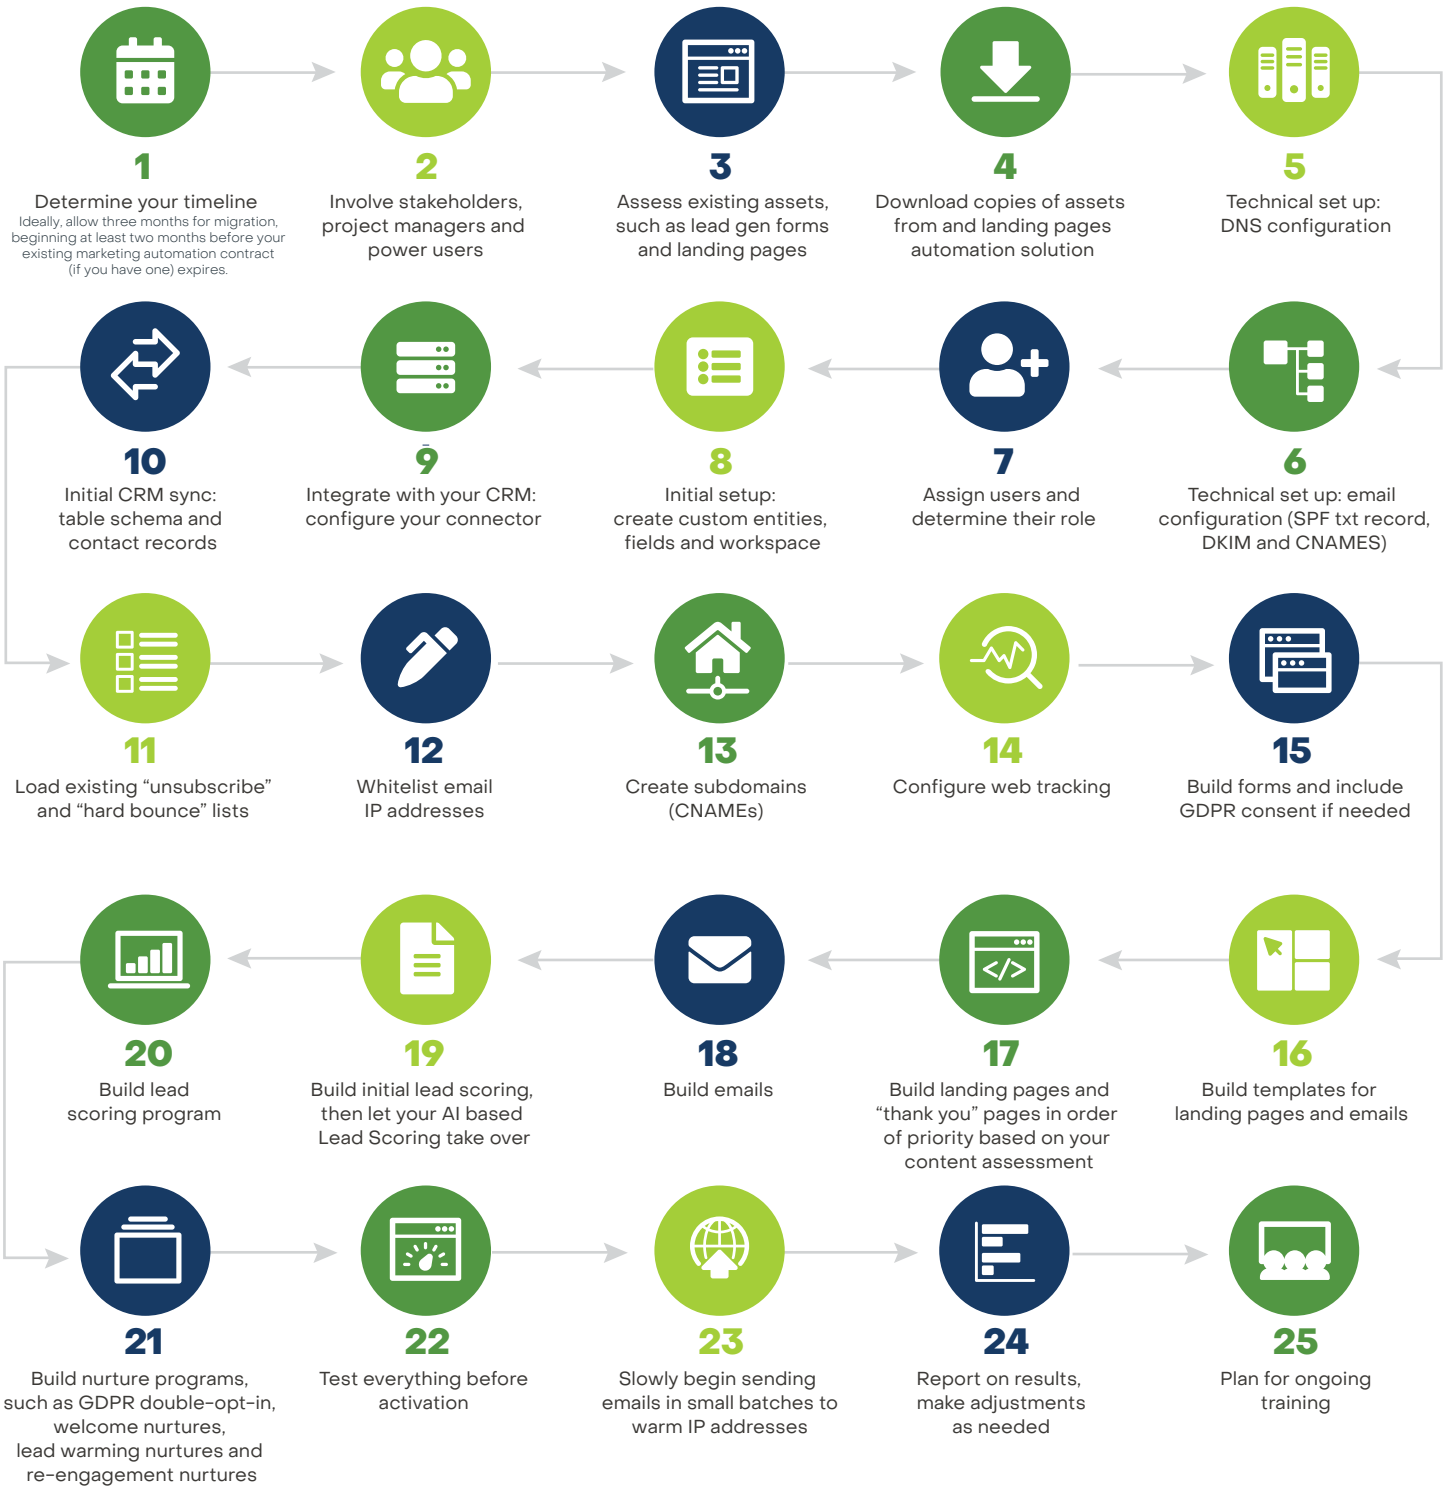 1
Determine your timeline
Ideally, allow three months for migration,
beginning at least two months before your
existing marketing automation contract
(if you have one) expires.
2
Involve stakeholders,
project managers and
power users
3
Assess existing assets,
such as lead gen forms
and landing pages
4
Download copies of assets
from and landing pages
automation solution
5
Technical set up:
DNS configuration
6
Technical set up: email
configuration (SPF txt record,
DKIM and CNAMES)
7
Assign users and
determine their role
8
Initial setup:
create custom entities,
fields and workspace
9
Integrate with your CRM:
configure your connector
10
Initial CRM sync:
table schema and
contact records
11
Load existing “unsubscribe”
and “hard bounce” lists
12
Whitelist email
IP addresses
13
Create subdomains
(CNAMEs)
14
Configure web tracking
15
Build forms and include
GDPR consent if needed
16
Build templates for
landing pages and emails
17
Build landing pages and
“thank you” pages in order
of priority based on your
content assessment
18
Build emails
19
Build initial lead scoring,
then let your AI based
Lead Scoring take over
20
Build lead
scoring program
21
Build nurture programs,
such as GDPR double-opt-in,
welcome nurtures,
lead warming nurtures and
re-engagement nurtures
22
Test everything before
activation
23
Slowly begin sending
emails in small batches to
warm IP addresses
24
Report on results,
make adjustments
as needed
25
Plan for ongoing
training